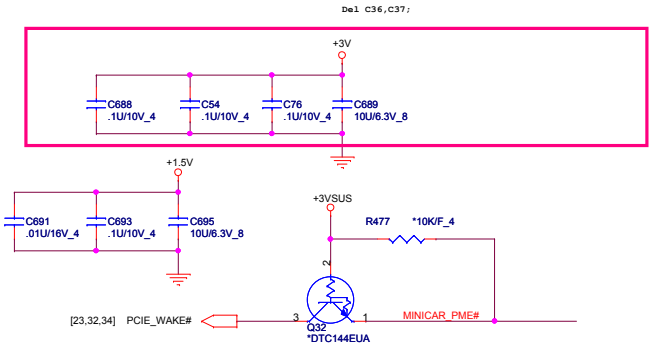 Del C36,C37;
+3V
C688
.1U/10V_4
C54
.1U/10V_4
C76
.1U/10V_4
C689
10U/6.3V_8
+1.5V
C691
.01U/16V_4
C693
.1U/10V_4
C695
10U/6.3V_8
+3VSUS
R477 *10K/F_4
2
[23,32,34] PCIE_WAKE#
3
1
MINICAR_PME#
Q32
*DTC144EUA